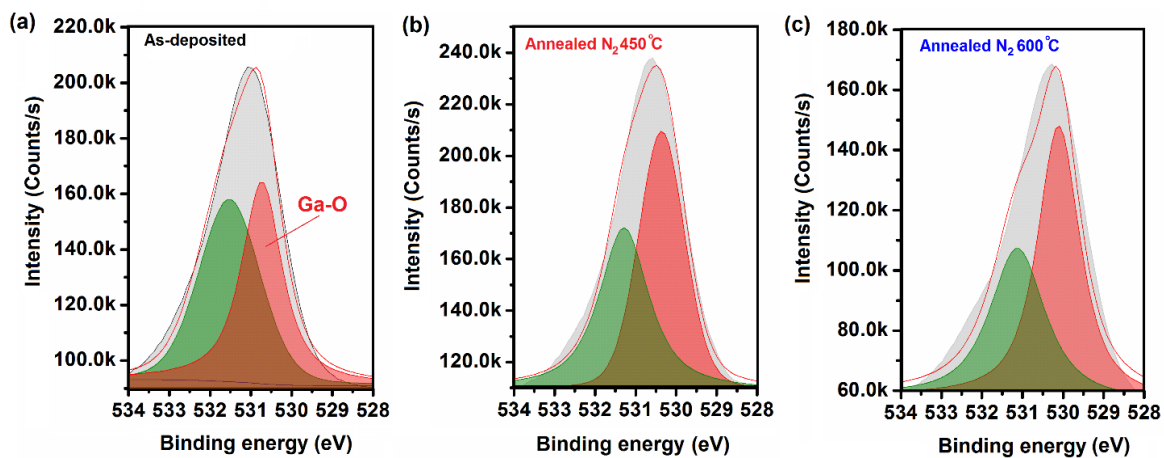 (a)
As-deposited
Ga-O
Intensity (Counts/s)
220.0k
200.0k
180.0k
160.0k
140.0k
120.0k
100.0k
534 533 532 531 530 529 528
Binding energy (eV)
(b)
Annealed N₂ 450℃
Intensity (Counts/s)
240.0k
220.0k
200.0k
180.0k
160.0k
140.0k
120.0k
534 533 532 531 530 529 528
Binding energy (eV)
(c)
Annealed N₂ 600℃
Intensity (Counts/s)
180.0k
160.0k
140.0k
120.0k
100.0k
80.0k
60.0k
534 533 532 531 530 529 528
Binding energy (eV)